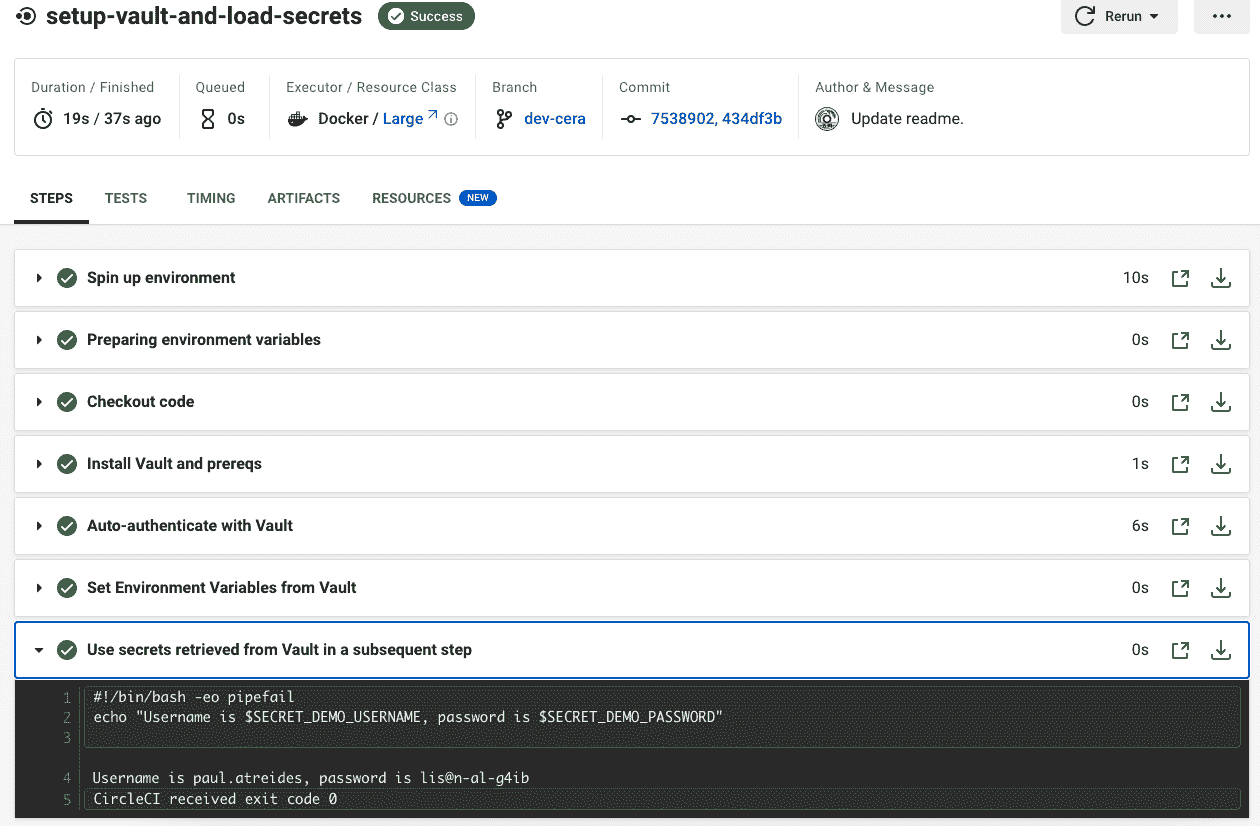 setup-vault-and-load-secrets Success Rerun
Duration / Finished Queued Executor / Resource Class Branch Commit Author & Message
19s / 37s ago 0s Docker / Large dev-cera 7538902, 434df3b Update readme.
STEPS TESTS TIMING ARTIFACTS RESOURCES NEW
Spin up environment 10s
Preparing environment variables 0s
Checkout code 0s
Install Vault and prereqs 1s
Auto-authenticate with Vault 6s
Set Environment Variables from Vault 0s
Use secrets retrieved from Vault in a subsequent step 0s
1 #!/bin/bash -eo pipefail
2 echo "Username is $SECRET_DEMO_USERNAME, password is $SECRET_DEMO_PASSWORD"
3
4 Username is paul.atreides, password is lis@n-al-g4ib
5 CircleCI received exit code 0